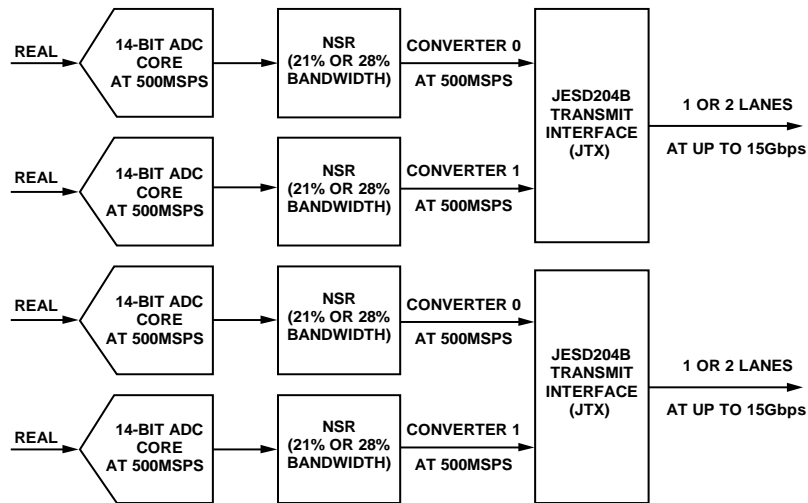 REAL
14-BIT ADC
CORE
AT 500MSPS
NSR
(21% OR 28%
BANDWIDTH)
CONVERTER 0
AT 500MSPS
REAL
14-BIT ADC
CORE
AT 500MSPS
NSR
(21% OR 28%
BANDWIDTH)
CONVERTER 1
AT 500MSPS
JESD204B
TRANSMIT
INTERFACE
(JTX)
1 OR 2 LANES
AT UP TO 15Gbps
REAL
14-BIT ADC
CORE
AT 500MSPS
NSR
(21% OR 28%
BANDWIDTH)
CONVERTER 0
AT 500MSPS
REAL
14-BIT ADC
CORE
AT 500MSPS
NSR
(21% OR 28%
BANDWIDTH)
CONVERTER 1
AT 500MSPS
JESD204B
TRANSMIT
INTERFACE
(JTX)
1 OR 2 LANES
AT UP TO 15Gbps